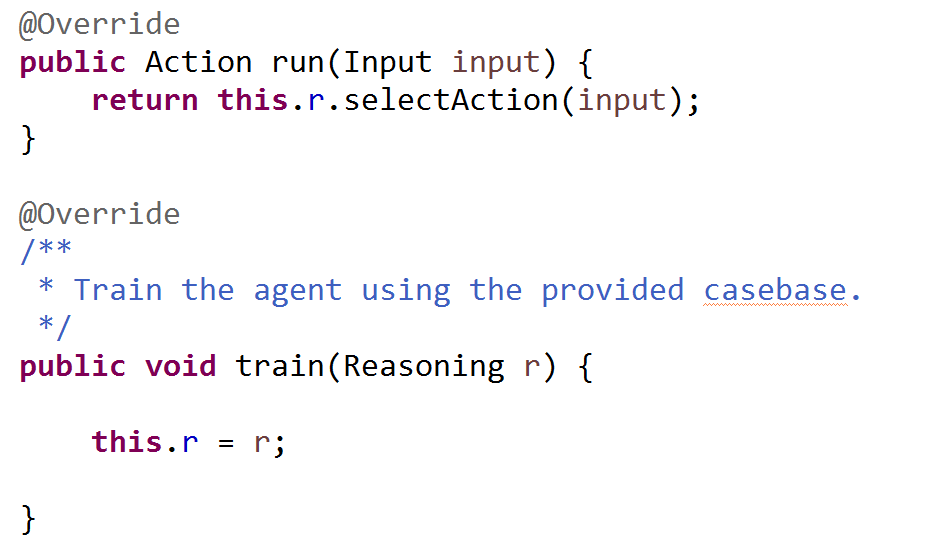 @Override
public Action run(Input input) {
    return this.r.selectAction(input);
}

@Override
/**
 * Train the agent using the provided casebase.
 */
public void train(Reasoning r) {

    this.r = r;

}